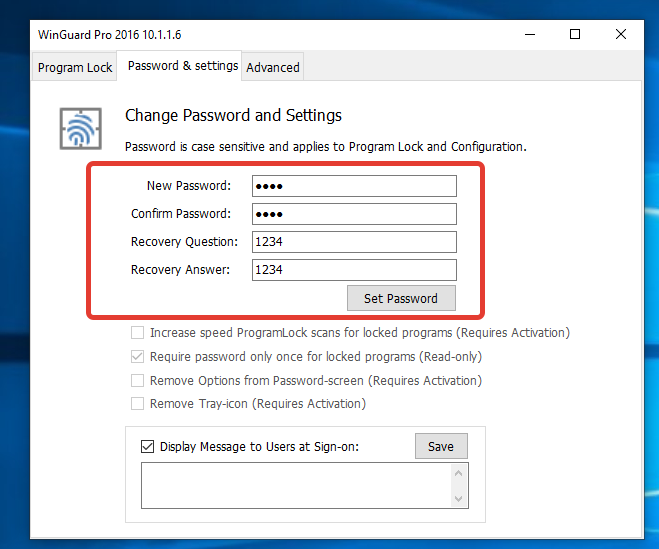 WinGuard Pro 2016 10.1.1.6
Program Lock Password & settings Advanced
Change Password and Settings
Password is case sensitive and applies to Program Lock and Configuration.
New Password: ••••
Confirm Password: ••••
Recovery Question: 1234
Recovery Answer: 1234
Set Password
Increase speed ProgramLock scans for locked programs (Requires Activation)
Require password only once for locked programs (Read-only)
Remove Options from Password-screen (Requires Activation)
Remove Tray-icon (Requires Activation)
Display Message to Users at Sign-on: Save